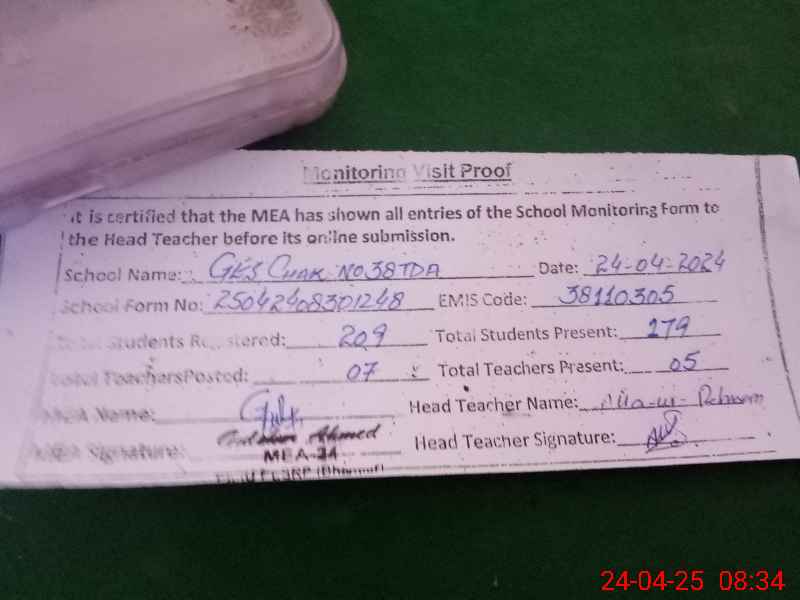 Monitoring Visit Proof
It is certified that the MEA has shown all entries of the School Monitoring Form to
the Head Teacher before its online submission.
School Name: GES CHAK NO.38TDA Date: 24-04-2024
School Form No: 25042408301248 EMIS Code: 38110305
Total Students Registered: 209 Total Students Present: 179
Total Teachers Posted: 07 Total Teachers Present: 05
MEA Name: Head Teacher Name:
MEA Signature: Ahmed Head Teacher Signature:
MEA-34
24-04-25 08:34